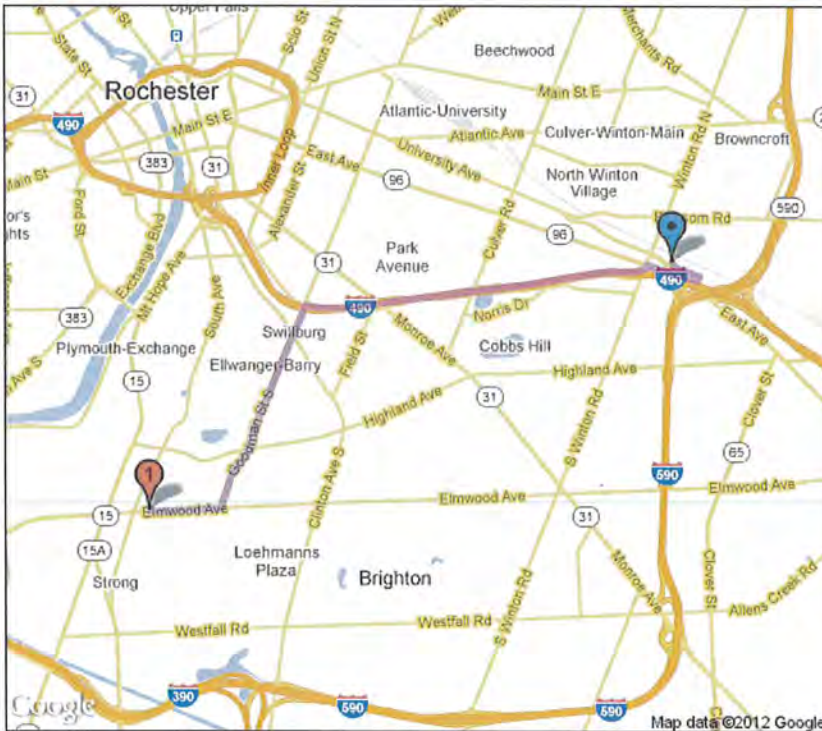 Upper Falls
State St
Scio St
Union St N
Beechwood
Merchants Rd
31
Rochester
490
Main St E
Main St E
Atlantic-University
Atlantic Ave
Culver-Winton-Main
Browncroft
Winton Rd N
383
31
Inner Loop
East Ave
University Ave
North Winton
Village
Main St
Ford St
Alexander St
96
590
Exchange Blvd
Mt Hope Ave
South Ave
31
Park
Avenue
Culver Rd
96
490
490
383
Swillburg
Norris Dr
East Ave
Plymouth-Exchange
Ellwanger-Barry
Field St
Monroe Ave
Cobbs Hill
15
Highland Ave
Highland Ave
31
Clover St
Goodman St S
S Winton Rd
65
1
590
15
Elmwood Ave
Clinton Ave S
Elmwood Ave
Elmwood Ave
31
15A
Strong
Loehmanns
Plaza
Brighton
S Winton Rd
Monroe Ave
Clover St
Allens Creek Rd
Westfall Rd
Westfall Rd
390
590
590
Google
Map data ©2012 Google